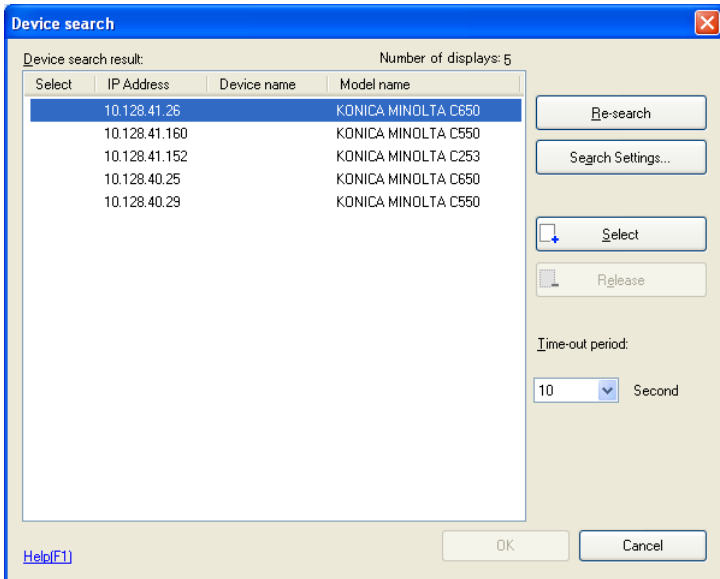 Device search
Device search result: Number of displays: 5
Select IP Address Device name Model name
10.128.41.26 KONICA MINOLTA C650
10.128.41.160 KONICA MINOLTA C550
10.128.41.152 KONICA MINOLTA C253
10.128.40.25 KONICA MINOLTA C650
10.128.40.29 KONICA MINOLTA C550
Re-search
Search Settings...
Select
Release
Time-out period:
10 Second
OK Cancel
Help(F1)